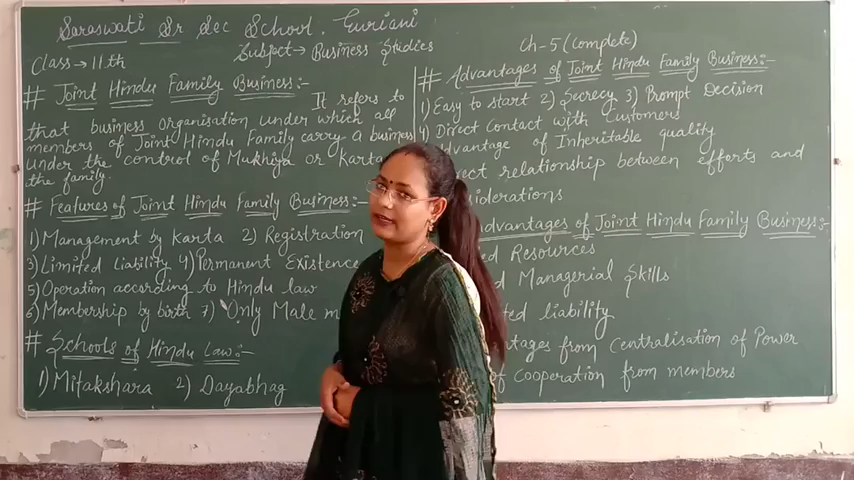 Saraswati Sr Sec School, Guriani
Subject → Business Studies
Class → 11th
# Joint Hindu Family Business:-
It refers to
that business organisation under which all
members of Joint Hindu Family carry a business
under the control of Mukhiya or Karta
the family.
# Features of Joint Hindu Family Business:-
1) Management by Karta 2) Registration
3) Limited liability 4) Permanent Existence
5) Operation according to Hindu law
6) Membership by birth 7) Only Male
# Schools of Hindu Law:-
1) Mitakshara 2) Dayabhag
Ch-5 (Complete)
# Advantages of Joint Hindu Family Business:-
1) Easy to start 2) Secrecy 3) Prompt Decision
4) Direct Contact with Customers
of Inheritable quality
relationship between efforts and
advantages of Joint Hindu Family Business:-
Resources
Managerial Skills
liability
from Centralisation of Power
of Cooperation from members